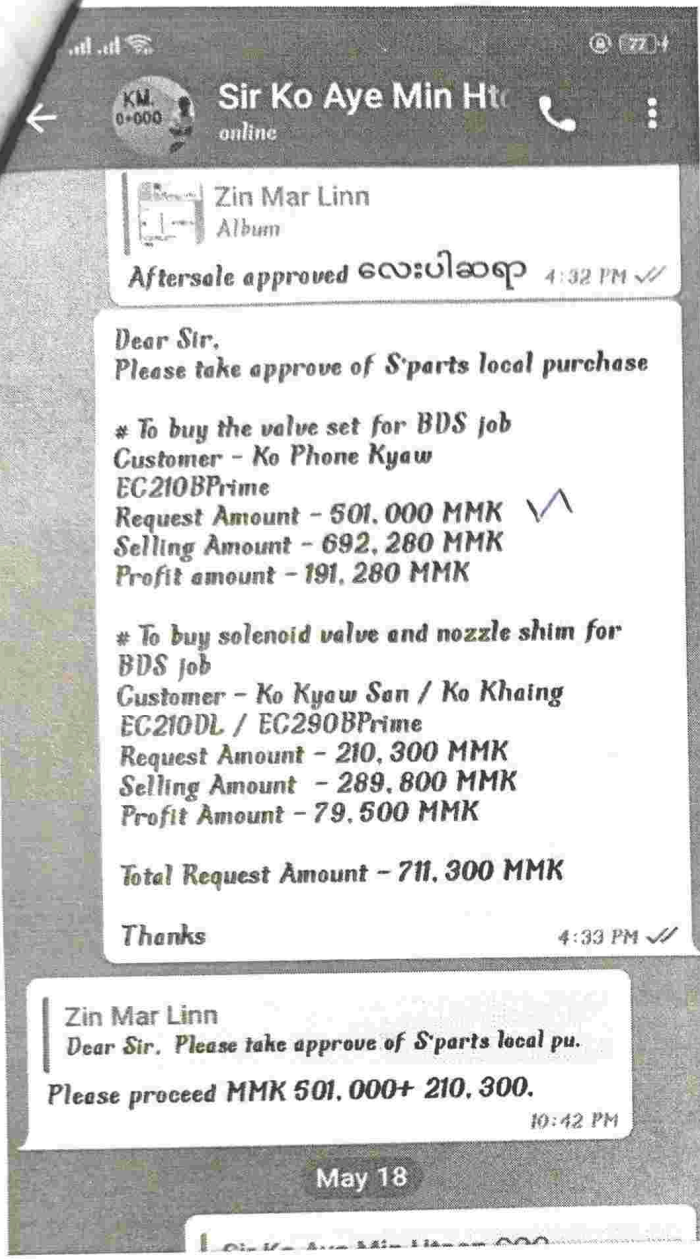 77
KM.
0+000
Sir Ko Aye Min Hto
online
Zin Mar Linn
Album
Aftersale approved လေးပါဆရာ 4:32 PM
Dear Sir,
Please take approve of S'parts local purchase
# To buy the valve set for BDS job
Customer - Ko Phone Kyaw
EC210BPrime
Request Amount - 501,000 MMK
Selling Amount - 692,280 MMK
Profit amount - 191,280 MMK
# To buy solenoid valve and nozzle shim for
BDS job
Customer - Ko Kyaw San / Ko Khaing
EC210DL / EC290BPrime
Request Amount - 210,300 MMK
Selling Amount - 289,800 MMK
Profit Amount - 79,500 MMK
Total Request Amount - 711,300 MMK
Thanks 4:33 PM
Zin Mar Linn
Dear Sir, Please take approve of S'parts local pu.
Please proceed MMK 501,000+ 210,300.
10:42 PM
May 18